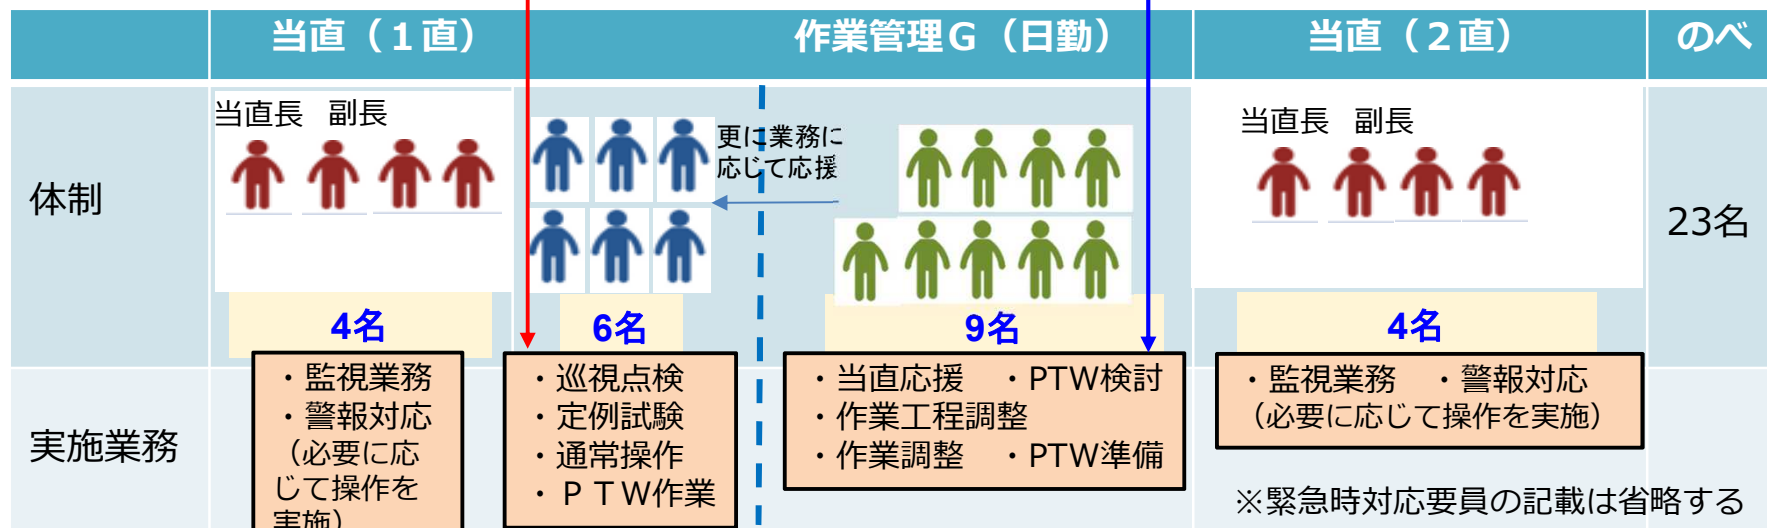 当直（１直）
作業管理Ｇ（日勤）
当直（２直）
のべ
体制
当直長 副長
更に業務に
応じて応援
当直長 副長
23名
4名
6名
9名
4名
実施業務
・監視業務
・警報対応
（必要に応
じて操作を
実施）
・巡視点検
・定例試験
・通常操作
・ＰＴＷ作業
・当直応援 ・PTW検討
・作業工程調整
・作業調整 ・PTW準備
・監視業務 ・警報対応
（必要に応じて操作を実施）
※緊急時対応要員の記載は省略する